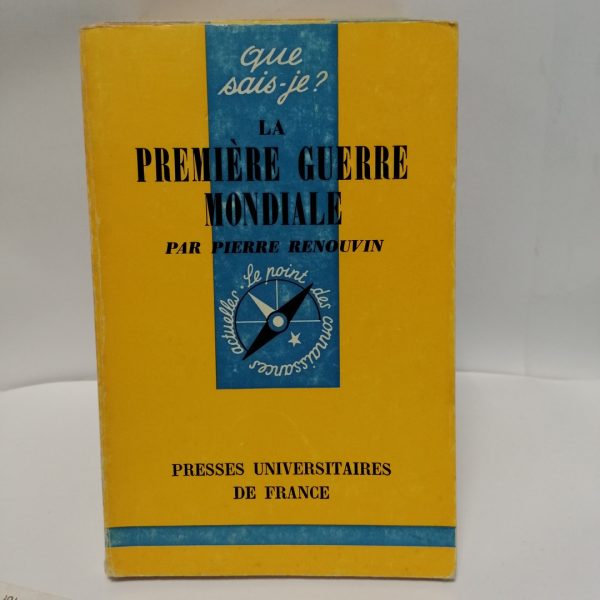 que
sais-je?
LA
PREMIÈRE GUERRE
MONDIALE
PAR PIERRE RENOUVIN
Le point des connaissances actuelles.
PRESSES UNIVERSITAIRES
DE FRANCE